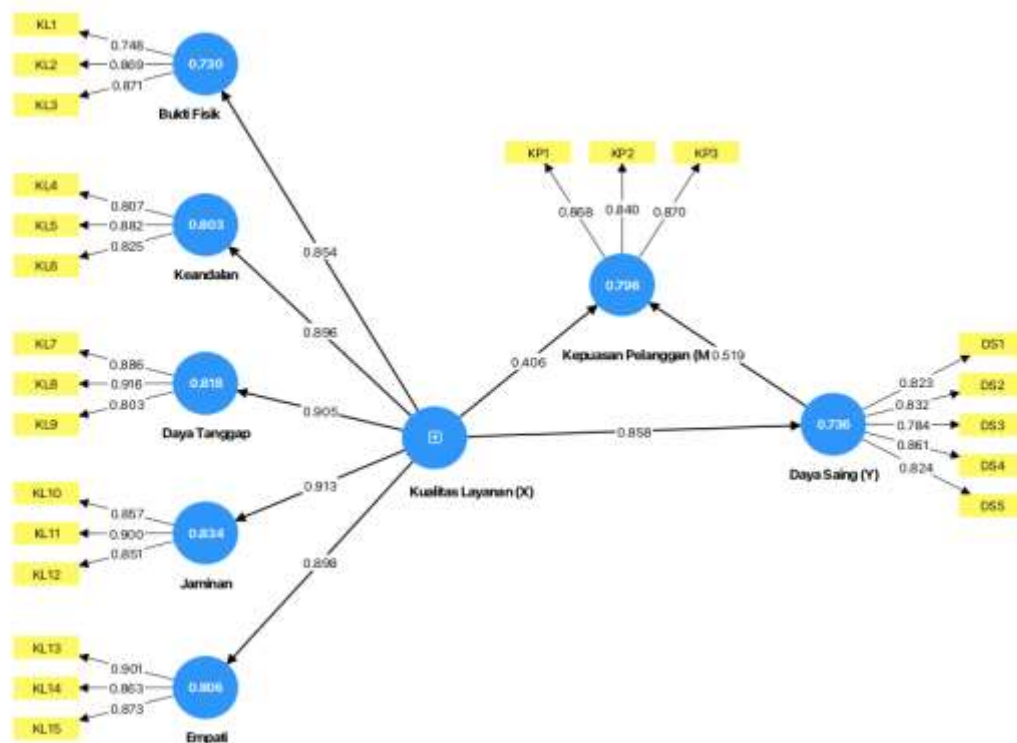 KL1
0.748
KL2
0.869
KL3
0.871
0.730
Bukti Fisik
KL4
0.807
KL5
0.882
KL6
0.825
0.803
Keandalan
KL7
0.886
KL8
0.916
KL9
0.803
0.818
Daya Tanggap
KL10
0.857
KL11
0.900
KL12
0.851
0.834
Jaminan
KL13
0.901
KL14
0.863
KL15
0.873
0.806
Empati
0.854
0.896
0.905
0.913
0.898
Kualitas Layanan (X)
KP1
KP2
KP3
0.868
0.840
0.870
0.796
Kepuasan Pelanggan (M
0.406
0.519
0.858
0.736
Daya Saing (Y)
DS1
0.823
DS2
0.832
DS3
0.784
DS4
0.861
DS5
0.824